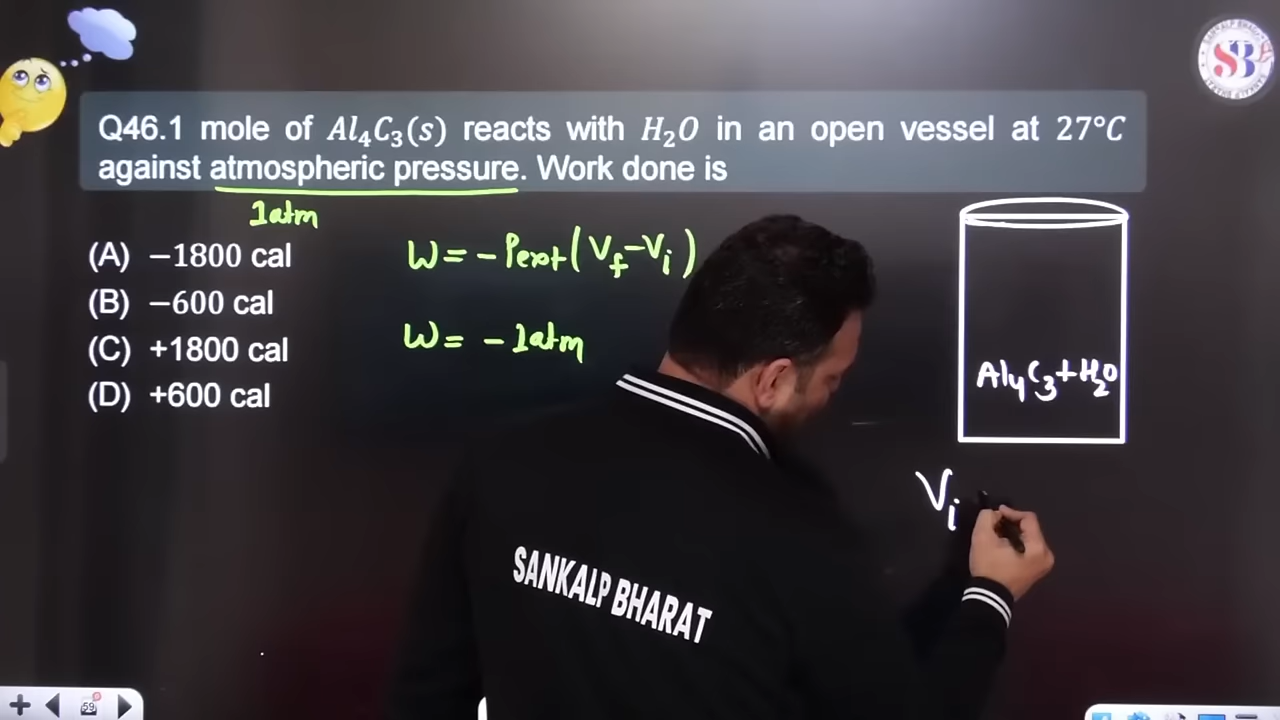 Q46.1 mole of Al₄C₃(s) reacts with H₂O in an open vessel at 27°C
against atmospheric pressure. Work done is
1atm
(A) −1800 cal
(B) −600 cal
(C) +1800 cal
(D) +600 cal
W = −Pext(Vf−Vi)
W = −1atm
Al₄C₃+H₂O
Vi
SANKALP BHARAT
SB
59